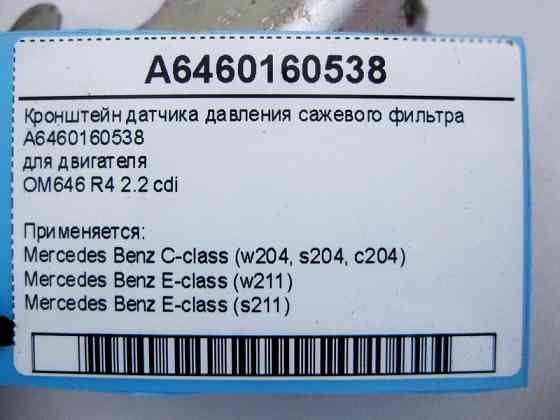 A6460160538
Кронштейн датчика давления сажевого фильтра
A6460160538
для двигателя
OM646 R4 2.2 cdi
Применяется:
Mercedes Benz C-class (w204, s204, c204)
Mercedes Benz E-class (w211)
Mercedes Benz E-class (s211)